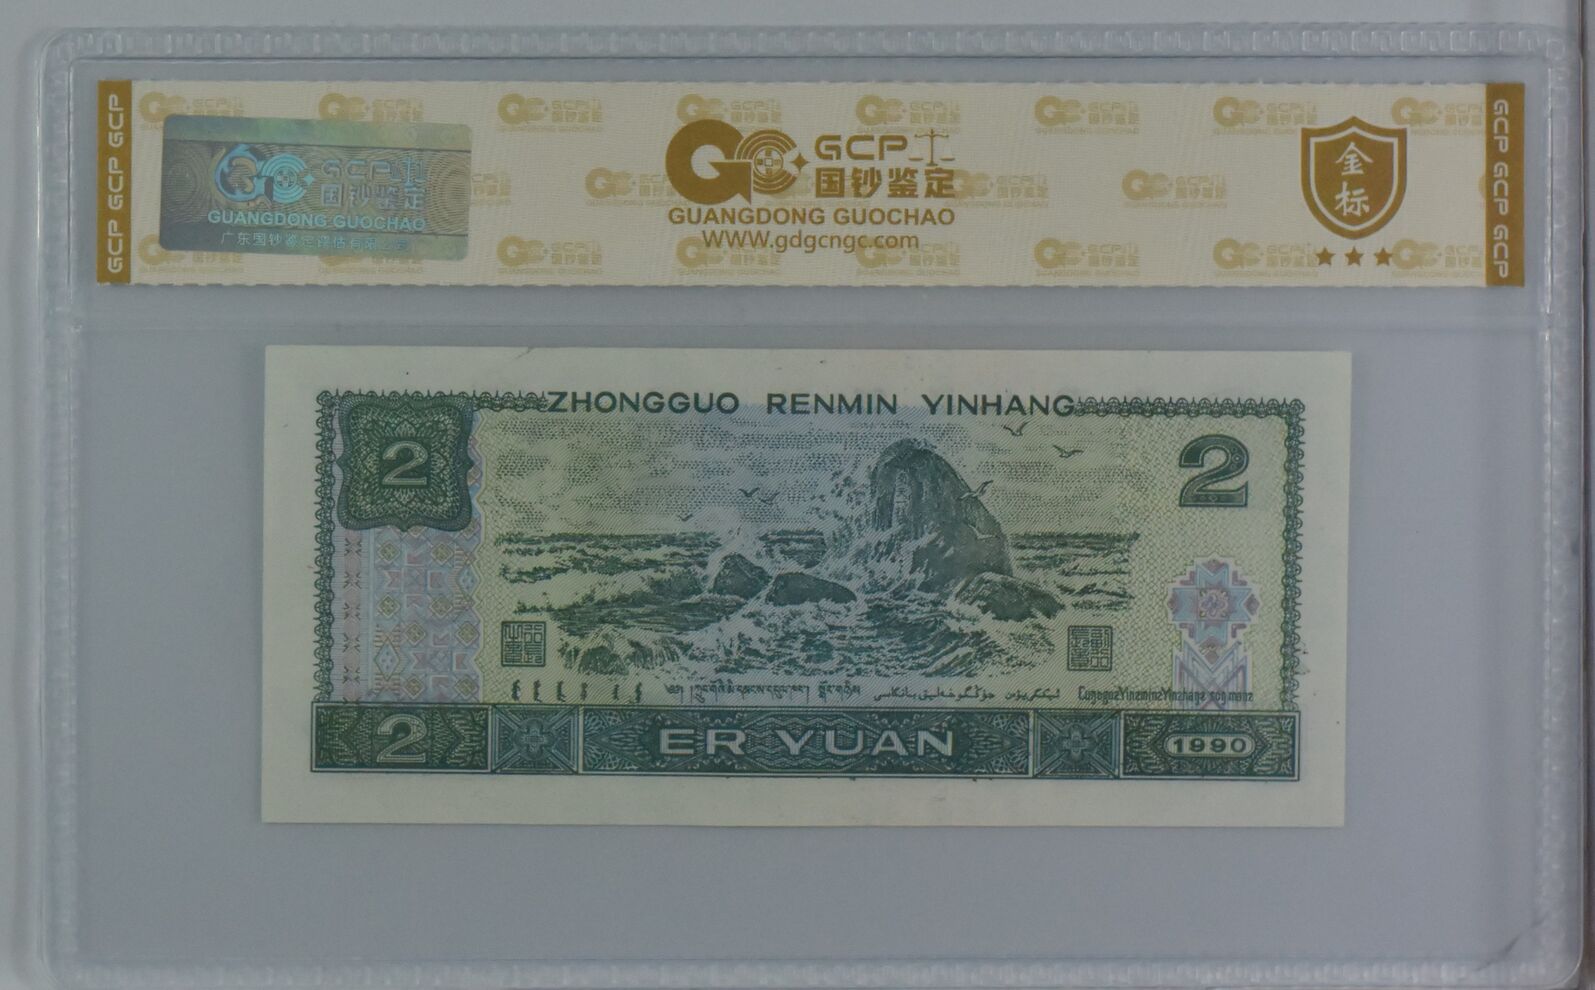 GCP GCP GCP
GCP
国钞鉴定
GUANGDONG GUOCHAO
广东国钞鉴定评估有限公司
GCP
国钞鉴定
GUANGDONG GUOCHAO
WWW.gdgcngc.com
金
标
GCP GCP GCP
ZHONGGUO RENMIN YINHANG
2
2
2
ER YUAN
1990